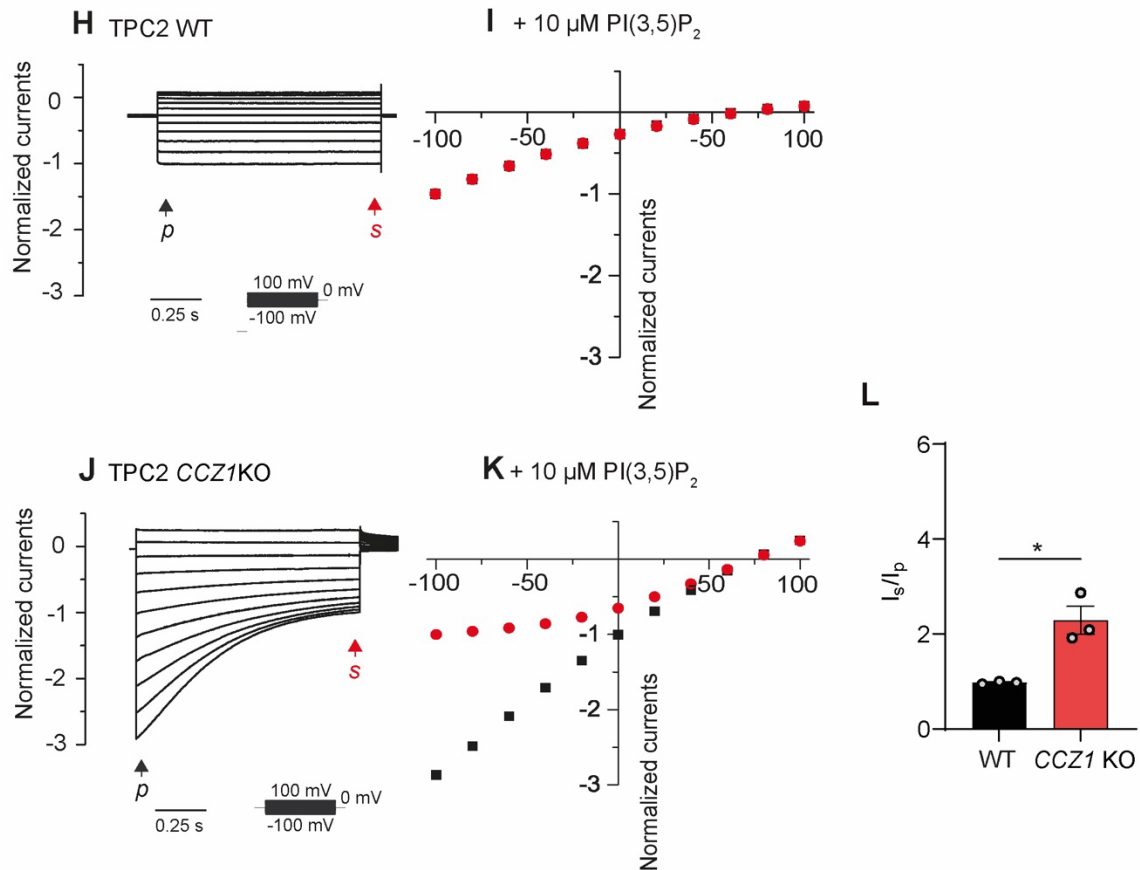 H TPC2 WT
Normalized currents
0
-1
-2
-3
p
s
0.25 s
100 mV
0 mV
-100 mV
I + 10 µM PI(3,5)P₂
-100
-50
-50
100
-1
-2
-3
Normalized currents
J TPC2 CCZ1KO
Normalized currents
0
-1
-2
-3
p
s
0.25 s
100 mV
0 mV
-100 mV
K + 10 µM PI(3,5)P₂
-100
-50
50
100
-1
-2
-3
Normalized currents
L
Iₛ/Iₚ
6
4
2
0
*
WT
CCZ1 KO